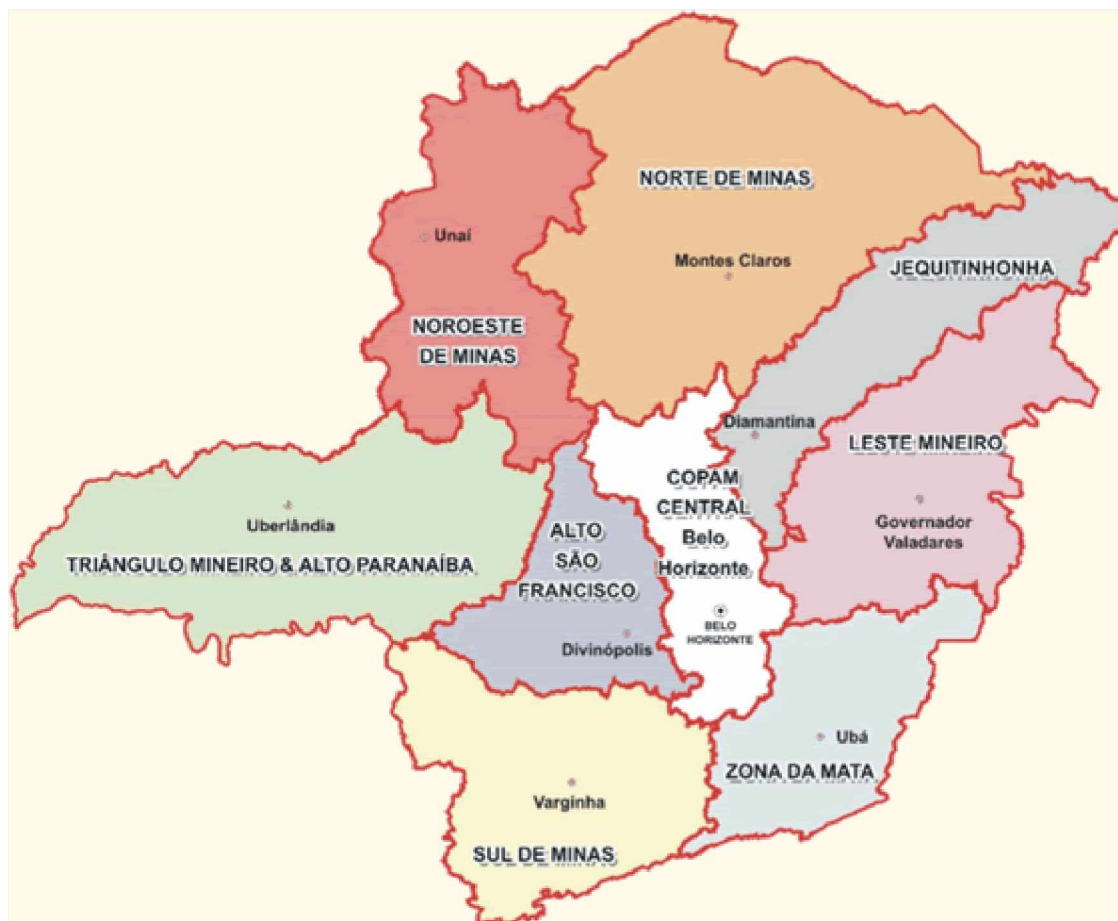 NORTE DE MINAS
Unaí
Montes Claros
JEQUITINHONHA
NOROESTE
DE MINAS
Diamantina
LESTE MINEIRO
COPAM
CENTRAL
Belo
Horizonte
Uberlândia
Governador
Valadares
TRIÂNGULO MINEIRO & ALTO PARANAÍBA
ALTO
SÃO
FRANCISCO
BELO
HORIZONTE
Divinópolis
Ubá
ZONA DA MATA
Varginha
SUL DE MINAS